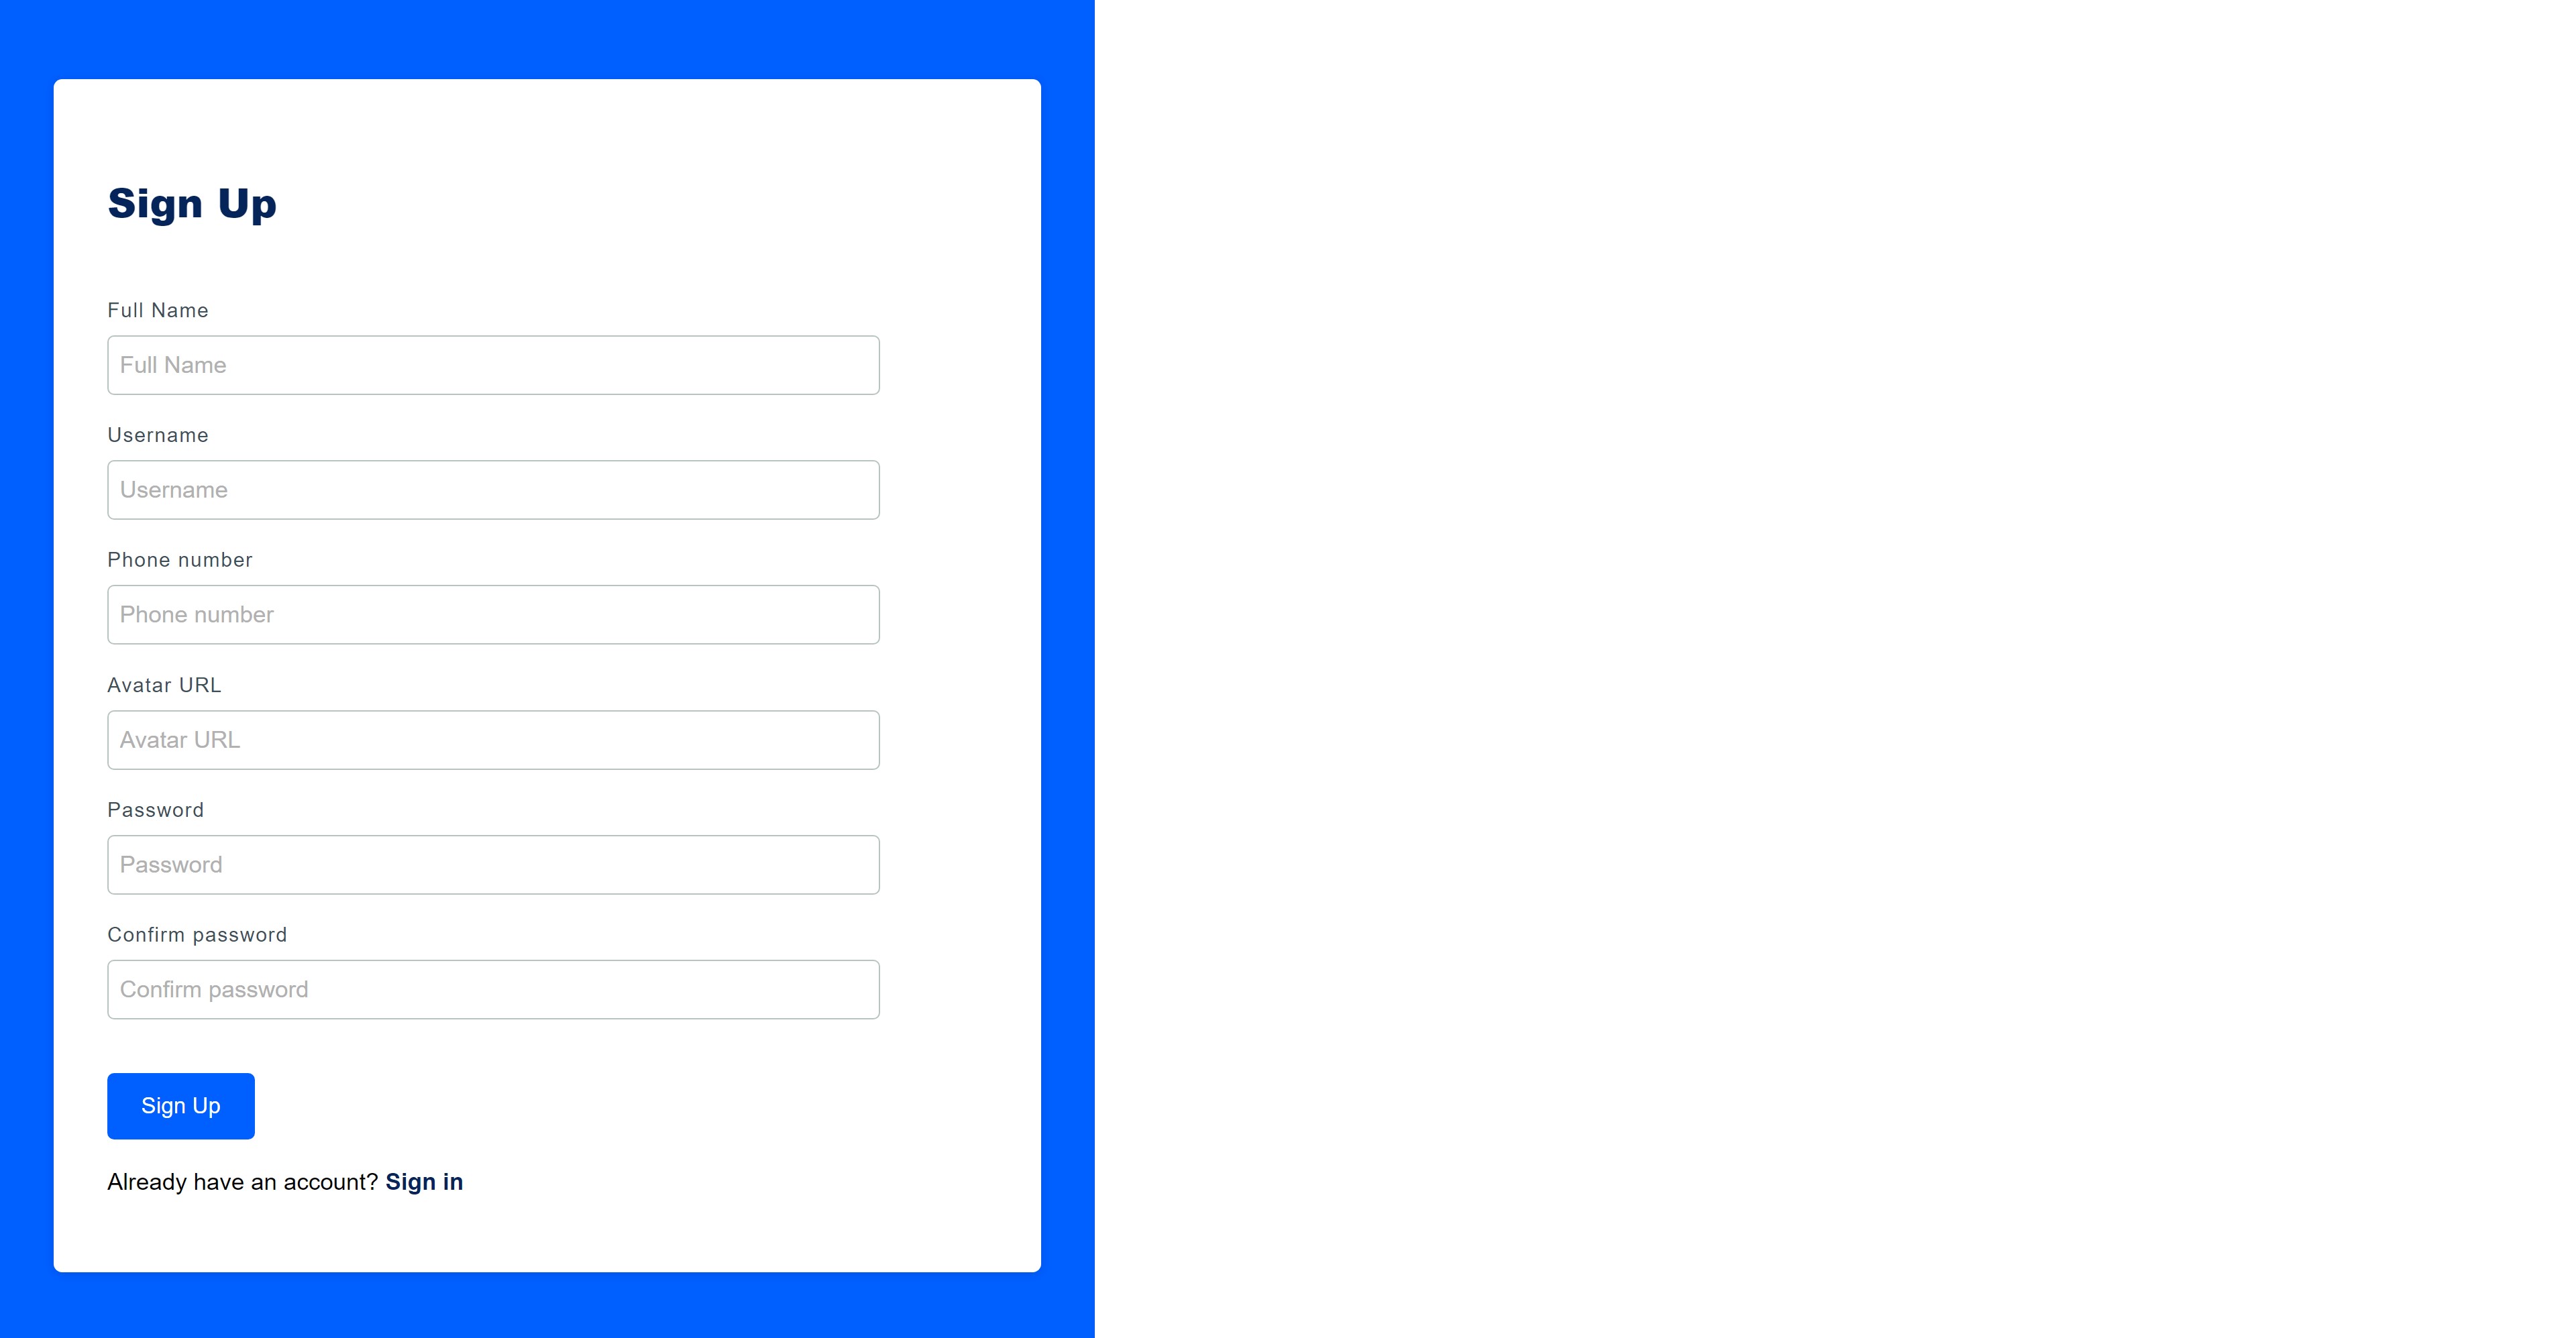 Sign Up
Full Name
Full Name
Username
Username
Phone number
Phone number
Avatar URL
Avatar URL
Password
Password
Confirm password
Confirm password
Sign Up
Already have an account? Sign in